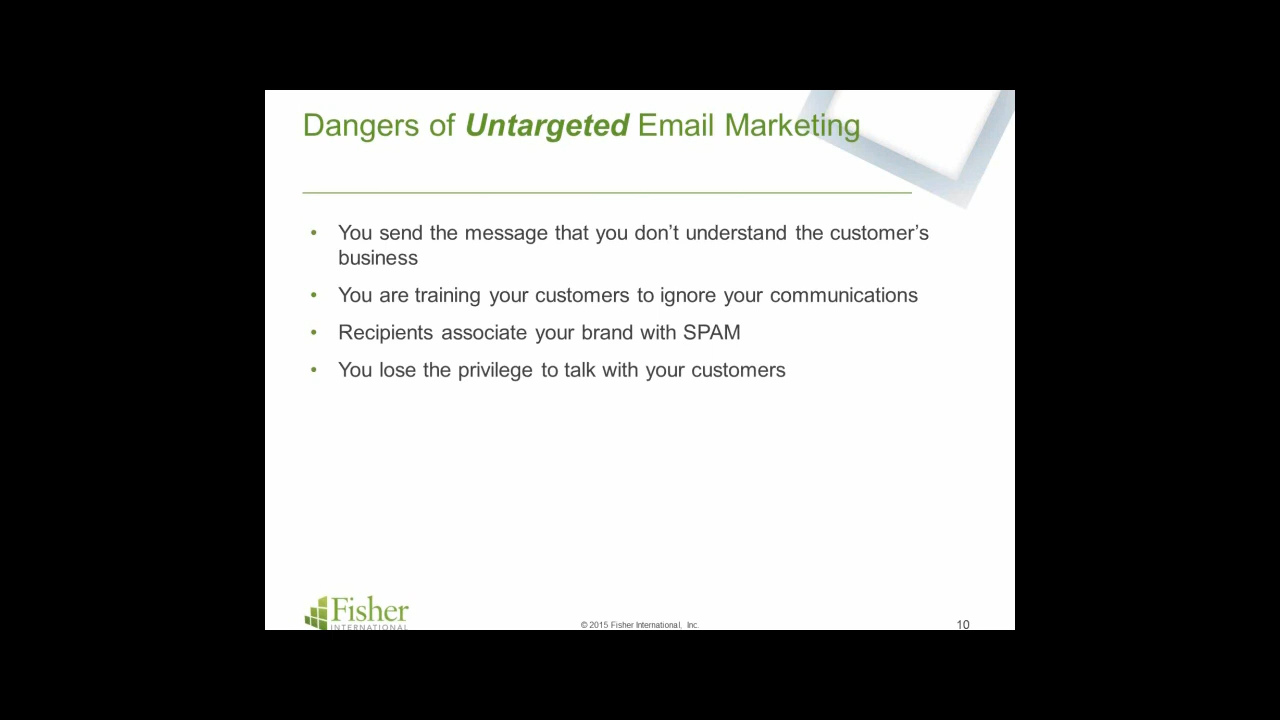 Dangers of Untargeted Email Marketing
• You send the message that you don’t understand the customer’s
business
• You are training your customers to ignore your communications
• Recipients associate your brand with SPAM
• You lose the privilege to talk with your customers
Fisher
INTERNATIONAL
© 2015 Fisher International, Inc.
10